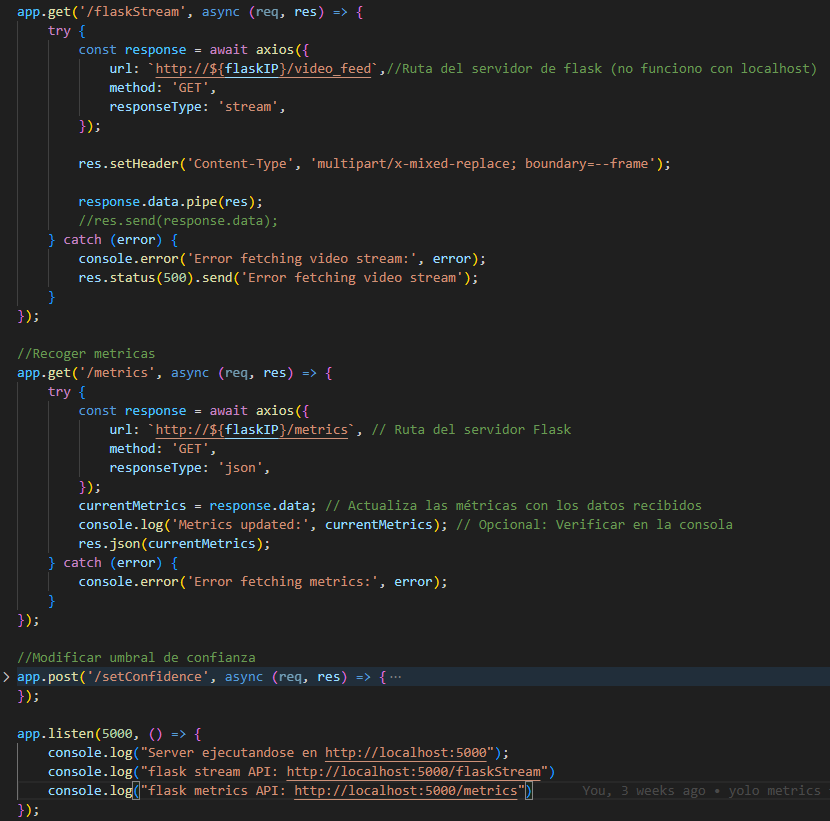 app.get('/flaskStream', async (req, res) => {
try {
const response = await axios({
url: `http://${flaskIP}/video_feed`,//Ruta del servidor de flask (no funciono con localhost)
method: 'GET',
responseType: 'stream',
});
res.setHeader('Content-Type', 'multipart/x-mixed-replace; boundary=--frame');
response.data.pipe(res);
//res.send(response.data);
} catch (error) {
console.error('Error fetching video stream:', error);
res.status(500).send('Error fetching video stream');
}
});
//Recoger metricas
app.get('/metrics', async (req, res) => {
try {
const response = await axios({
url: `http://${flaskIP}/metrics`, // Ruta del servidor Flask
method: 'GET',
responseType: 'json',
});
currentMetrics = response.data; // Actualiza las métricas con los datos recibidos
console.log('Metrics updated:', currentMetrics); // Opcional: Verificar en la consola
res.json(currentMetrics);
} catch (error) {
console.error('Error fetching metrics:', error);
}
});
//Modificar umbral de confianza
app.post('/setConfidence', async (req, res) => { ⋯
});
app.listen(5000, () => {
console.log("Server ejecutandose en http://localhost:5000");
console.log("flask stream API: http://localhost:5000/flaskStream")
console.log("flask metrics API: http://localhost:5000/metrics") You, 3 weeks ago • yolo metrics
});